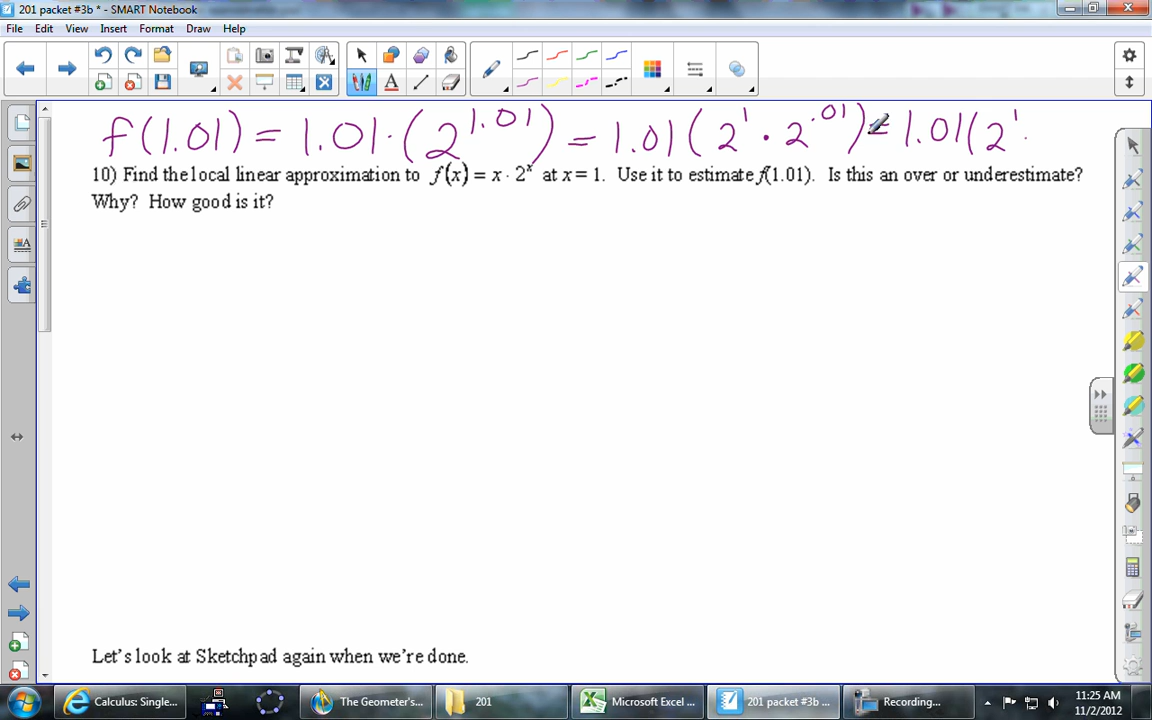 201 packet #3b * - SMART Notebook
File Edit View Insert Format Draw Help
f(1.01) = 1.01 · (2^1.01) = 1.01 (2^1 · 2^.01) = 1.01 (2^1 ·
10) Find the local linear approximation to f(x) = x · 2^x at x = 1. Use it to estimate f(1.01). Is this an over or underestimate?
Why? How good is it?
Let's look at Sketchpad again when we're done.
Calculus: Single... The Geometer's... 201 Microsoft Excel ... 201 packet #3b ... Recording... 11:25 AM
11/2/2012